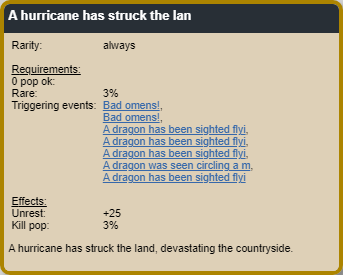 A hurricane has struck the lan
Rarity: always
Requirements:
0 pop ok:
Rare: 3%
Triggering events: Bad omens!,
Bad omens!,
A dragon has been sighted flyi,
A dragon has been sighted flyi,
A dragon has been sighted flyi,
A dragon was seen circling a m,
A dragon has been sighted flyi
Effects:
Unrest: +25
Kill pop: 3%
A hurricane has struck the land, devastating the countryside.